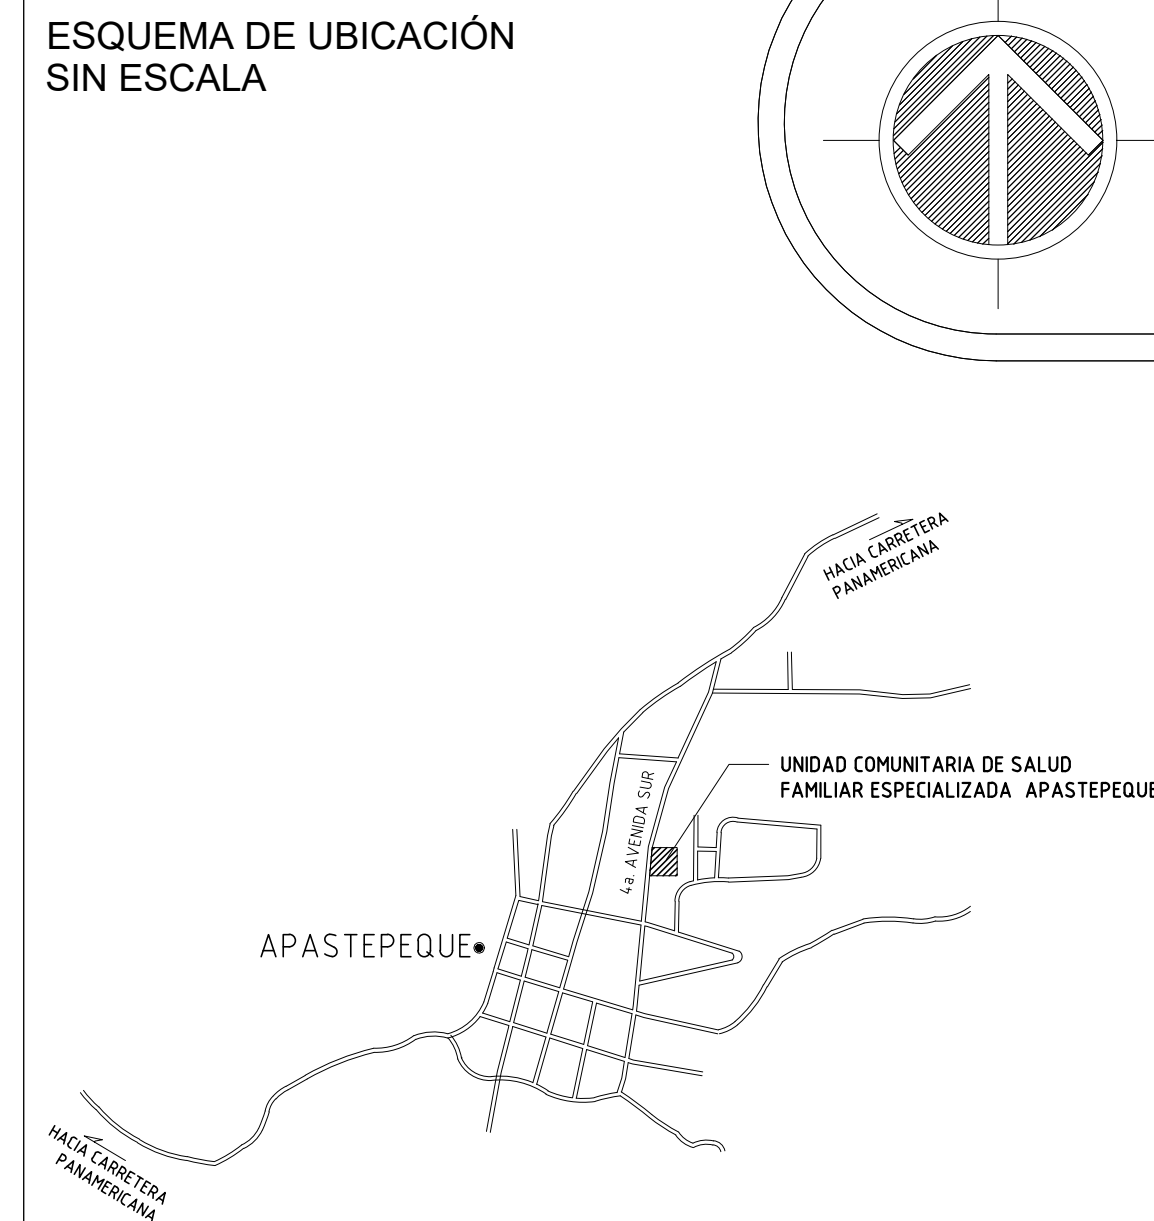 ESQUEMA DE UBICACIÓN
SIN ESCALA
HACIA CARRETERA
PANAMERICANA
UNIDAD COMUNITARIA DE SALUD
FAMILIAR ESPECIALIZADA APASTEPEQUE
4a. AVENIDA SUR
APASTEPEQUE
HACIA CARRETERA
PANAMERICANA